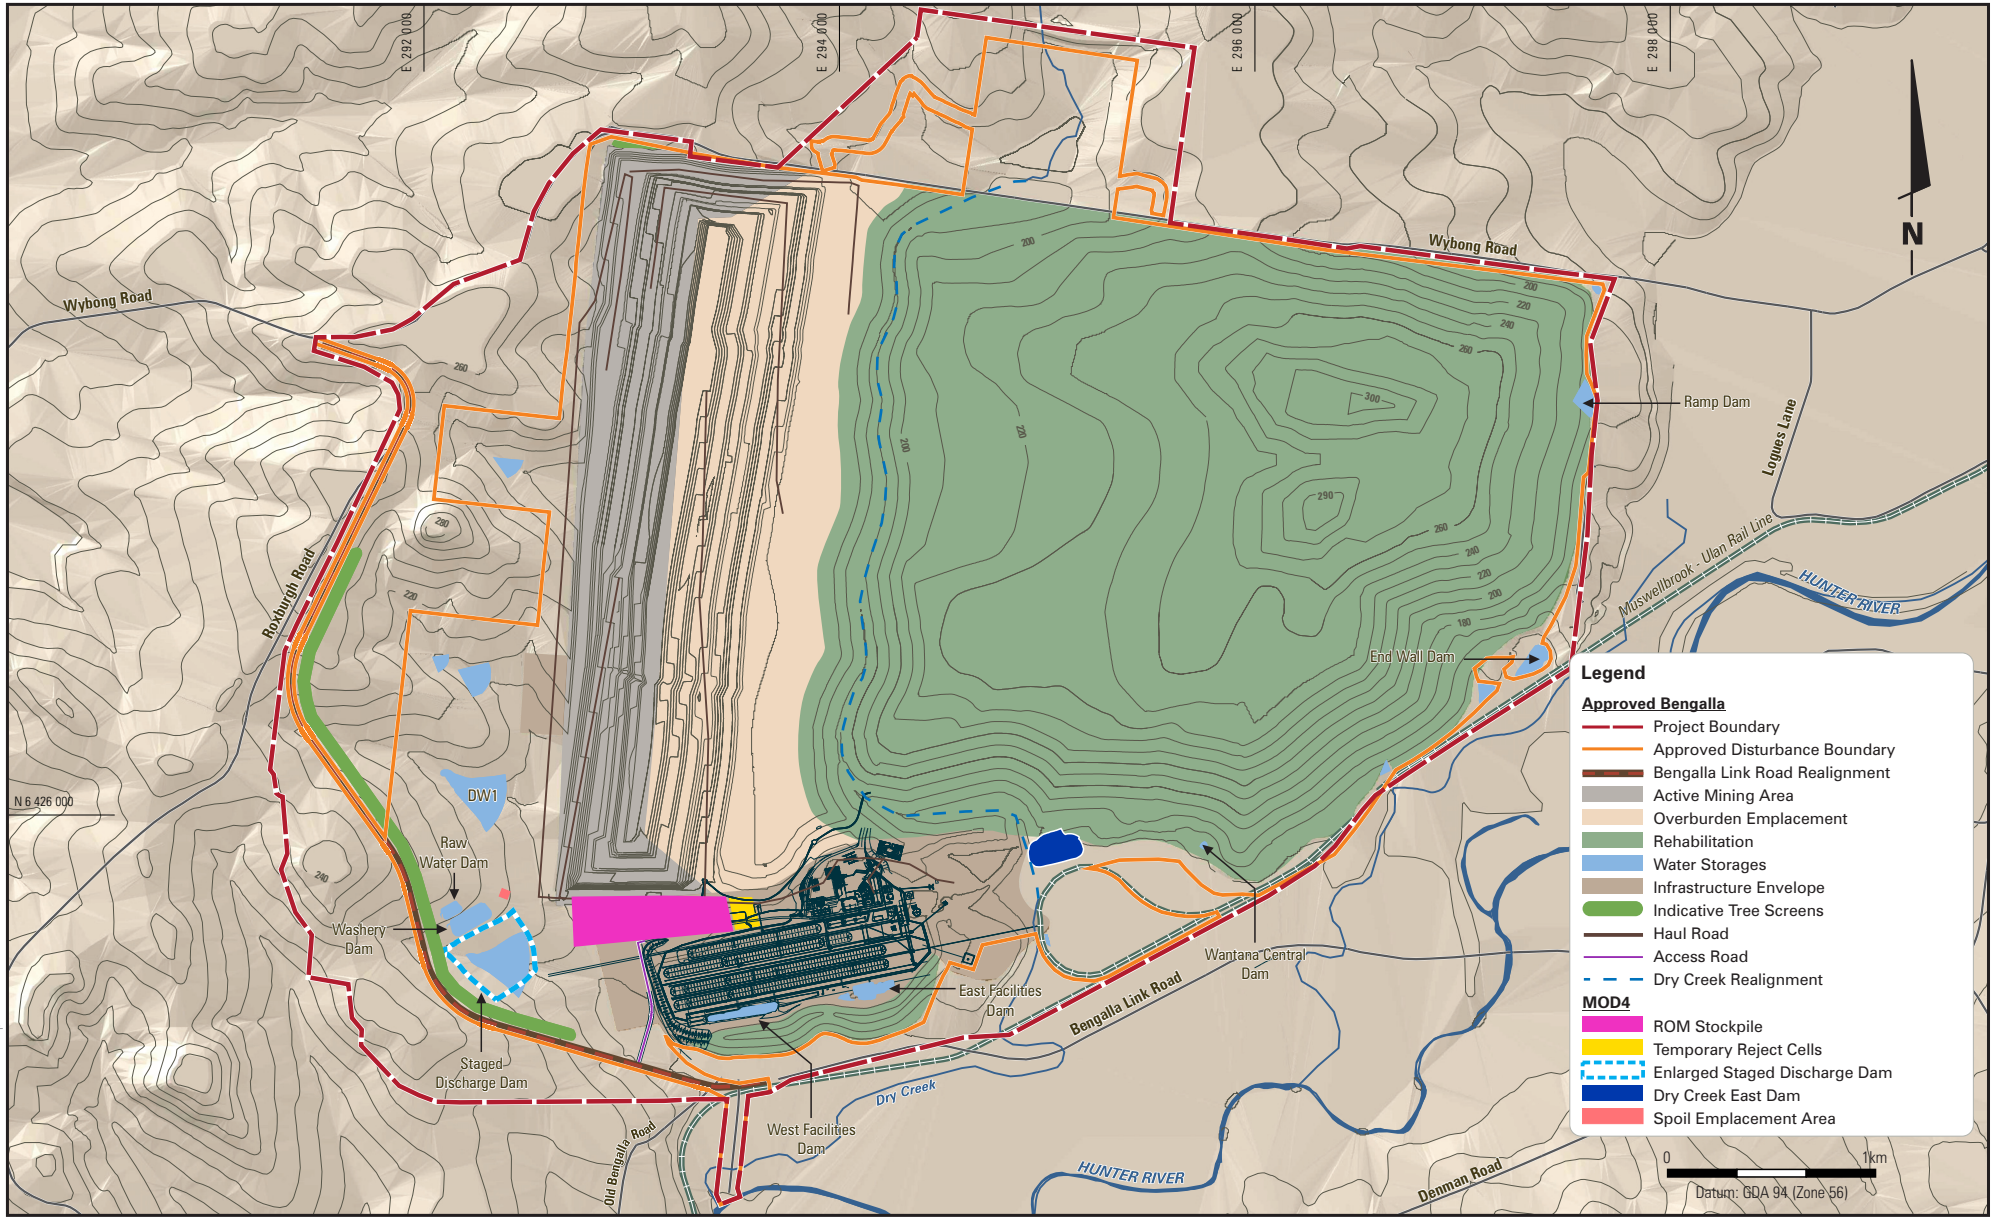 E 292 000
E 294 000
E 296 000
E 298 000
N
Wybong Road
Wybong Road
200
200
220
240
260
260
300
Ramp Dam
200
220
Logues Lane
290
280
260
240
220
200
180
Muswellbrook - Ulan Rail Line
HUNTER RIVER
220
Roxburgh Road
End Wall Dam
DW1
N 6 426 000
Raw
Water Dam
240
Washery
Dam
Wantana Central
Dam
East Facilities
Dam
Bengalla Link Road
Staged
Discharge Dam
Dry Creek
West Facilities
Dam
Old Bengalla Road
HUNTER RIVER
Denman Road
Legend
Approved Bengalla
Project Boundary
Approved Disturbance Boundary
Bengalla Link Road Realignment
Active Mining Area
Overburden Emplacement
Rehabilitation
Water Storages
Infrastructure Envelope
Indicative Tree Screens
Haul Road
Access Road
Dry Creek Realignment
MOD4
ROM Stockpile
Temporary Reject Cells
Enlarged Staged Discharge Dam
Dry Creek East Dam
Spoil Emplacement Area
0 1km
Datum: GDA 94 (Zone 56)